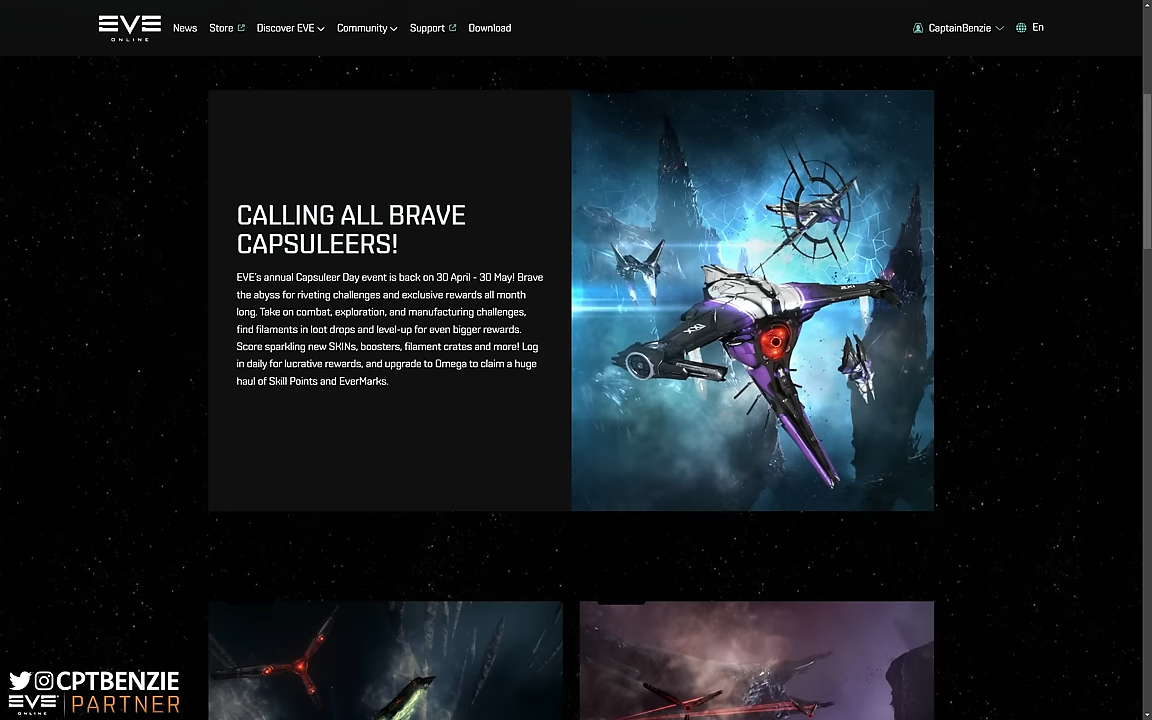 EVE
ONLINE
News Store Discover EVE Community Support Download CaptainBenzie En
CALLING ALL BRAVE
CAPSULEERS!
EVE's annual Capsuleer Day event is back on 30 April - 30 May! Brave
the abyss for riveting challenges and exclusive rewards all month
long. Take on combat, exploration, and manufacturing challenges,
find filaments in loot drops and level-up for even bigger rewards.
Score sparkling new SKINs, boosters, filament crates and more! Log
in daily for lucrative rewards, and upgrade to Omega to claim a huge
haul of Skill Points and EverMarks.
CPTBENZIE
EVE PARTNER
ONLINE